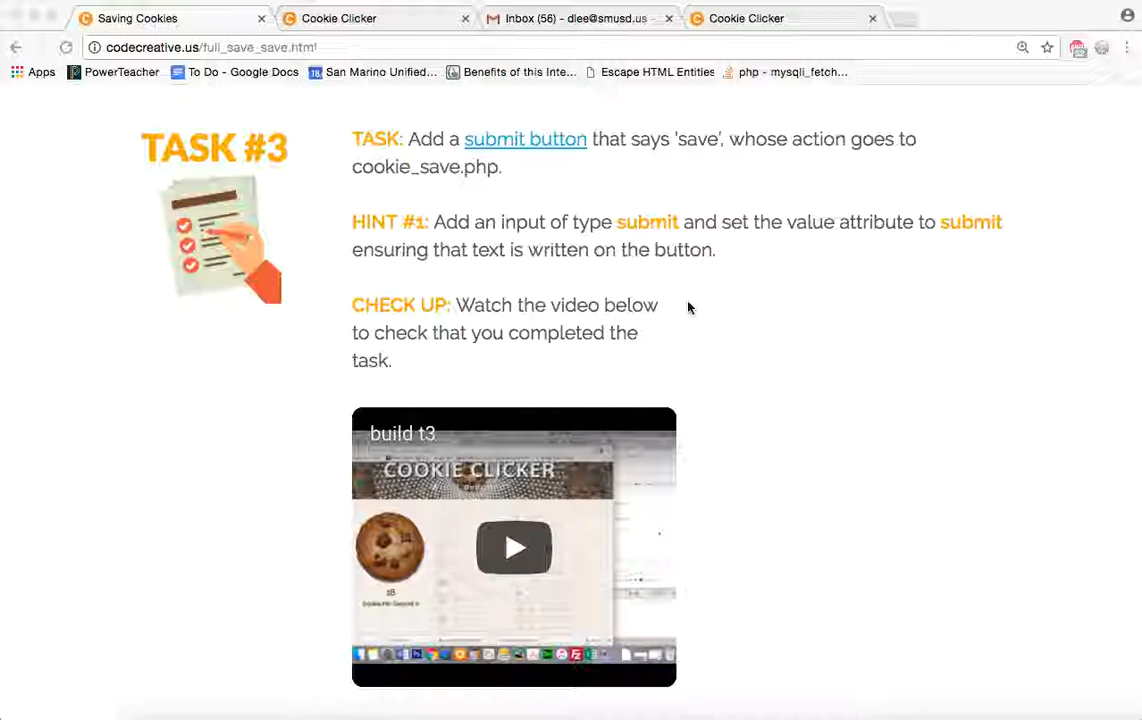 Saving Cookies
Cookie Clicker
Inbox (56) - dlee@smusd.us -
Cookie Clicker
codecreative.us/full_save_save.html
Apps
PowerTeacher
To Do - Google Docs
San Marino Unified...
Benefits of this Inte...
Escape HTML Entities
php - mysqli_fetch...
TASK #3
TASK: Add a submit button that says 'save', whose action goes to
cookie_save.php.
HINT #1: Add an input of type submit and set the value attribute to submit
ensuring that text is written on the button.
CHECK UP: Watch the video below
to check that you completed the
task.
build t3
COOKIE CLICKER
18